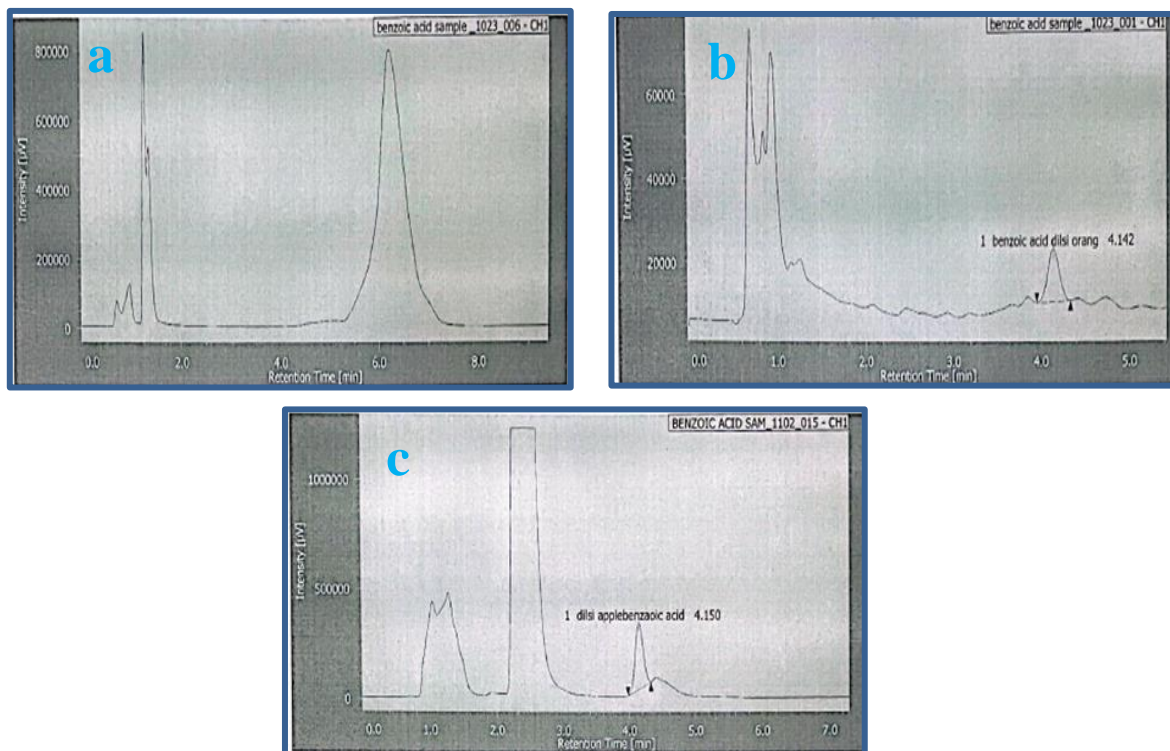 a
benzoic acid sample _1023_006 - CH1
Intensity [µV]
800000
600000
400000
200000
0
0.0 2.0 4.0 6.0 8.0
Retention Time [min]
b
benzoic acid sample _1023_001 - CH1
Intensity [µV]
60000
40000
20000
1 benzoic acid dilsi orang 4.142
0.0 1.0 2.0 3.0 4.0 5.0
Retention Time [min]
c
BENZOIC ACID SAM_1102_015 - CH1
Intensity [µV]
1000000
500000
0
1 dilsi applebenzaoic acid 4.150
0.0 1.0 2.0 3.0 4.0 5.0 6.0 7.0
Retention Time [min]